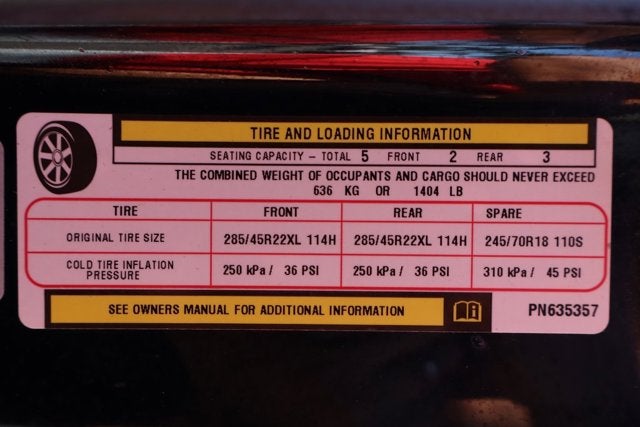 TIRE AND LOADING INFORMATION
SEATING CAPACITY – TOTAL 5 FRONT 2 REAR 3
THE COMBINED WEIGHT OF OCCUPANTS AND CARGO SHOULD NEVER EXCEED
636 KG OR 1404 LB
TIRE FRONT REAR SPARE
ORIGINAL TIRE SIZE 285/45R22XL 114H 285/45R22XL 114H 245/70R18 110S
COLD TIRE INFLATION
PRESSURE 250 kPa / 36 PSI 250 kPa / 36 PSI 310 kPa / 45 PSI
SEE OWNERS MANUAL FOR ADDITIONAL INFORMATION PN635357